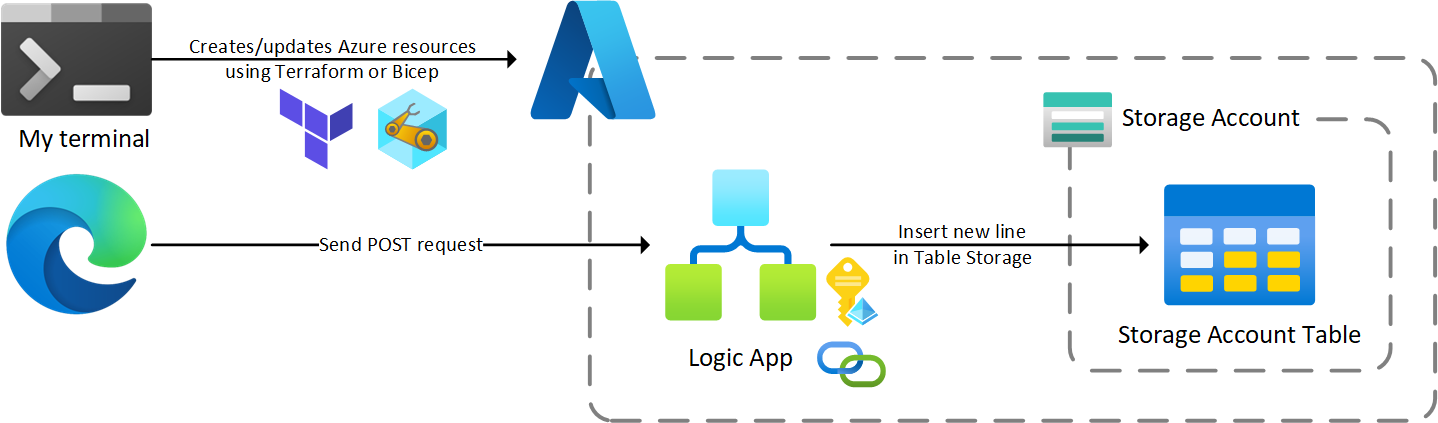 Creates/updates Azure resources
using Terraform or Bicep
My terminal
Storage Account
Send POST request
Insert new line
in Table Storage
Logic App
Storage Account Table